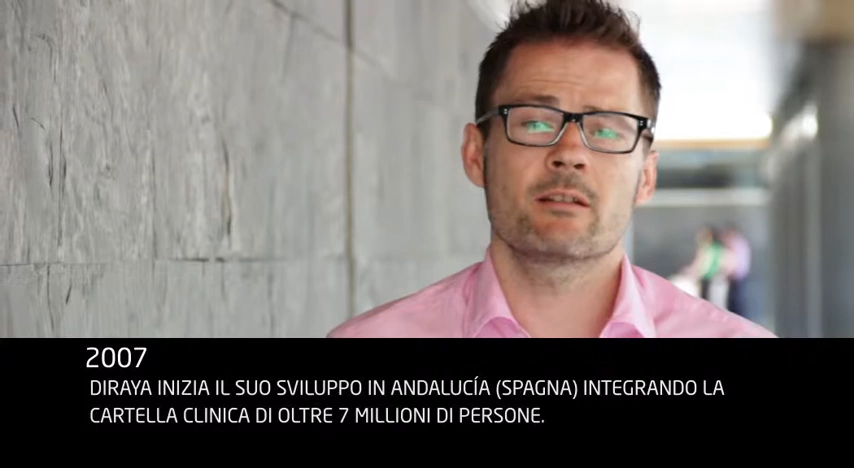 2007
DIRAYA INIZIA IL SUO SVILUPPO IN ANDALUCÍA (SPAGNA) INTEGRANDO LA
CARTELLA CLINICA DI OLTRE 7 MILLIONI DI PERSONE.